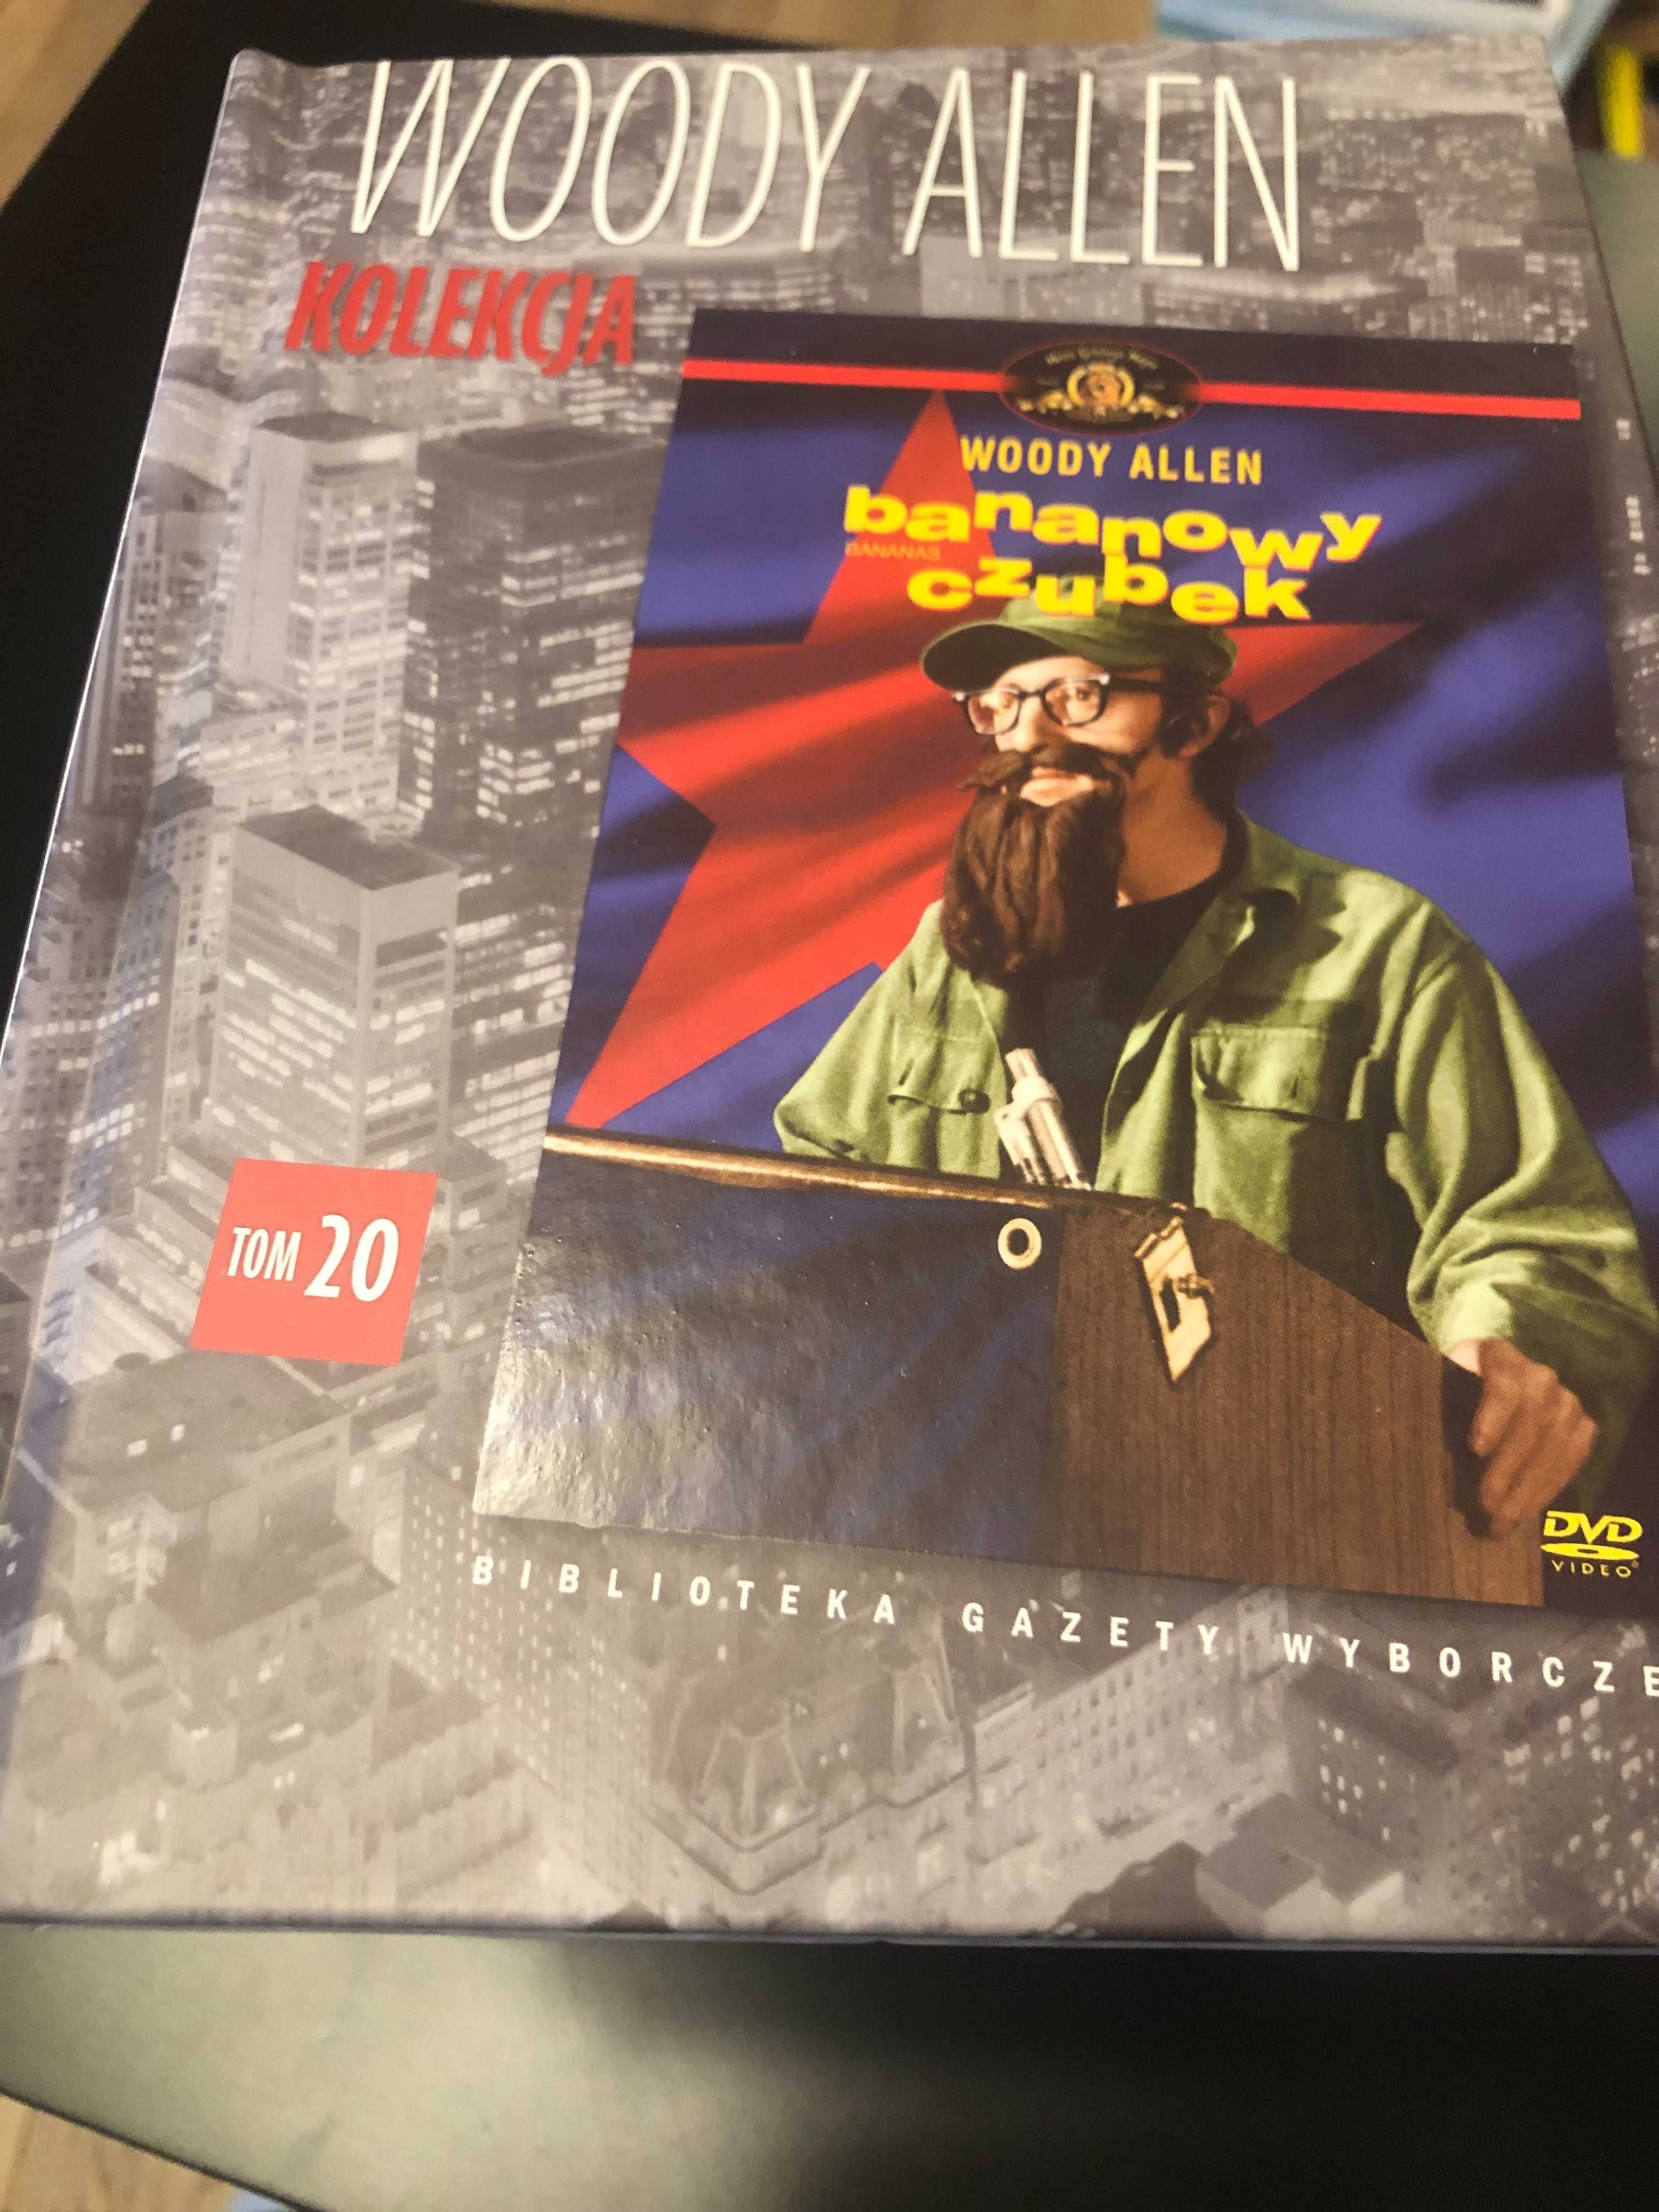 WOODY ALLEN
KOLEKCJA
WOODY ALLEN
bananowy
BANANAS
czubek
TOM 20
DVD
VIDEO
BIBLIOTEKA GAZETY WYBORCZE